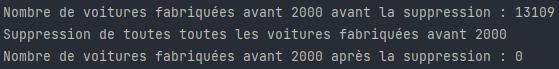 Nombre de voitures fabriquées avant 2000 avant la suppression : 13109
Suppression de toutes toutes les voitures fabriquées avant 2000
Nombre de voitures fabriquées avant 2000 après la suppression : 0